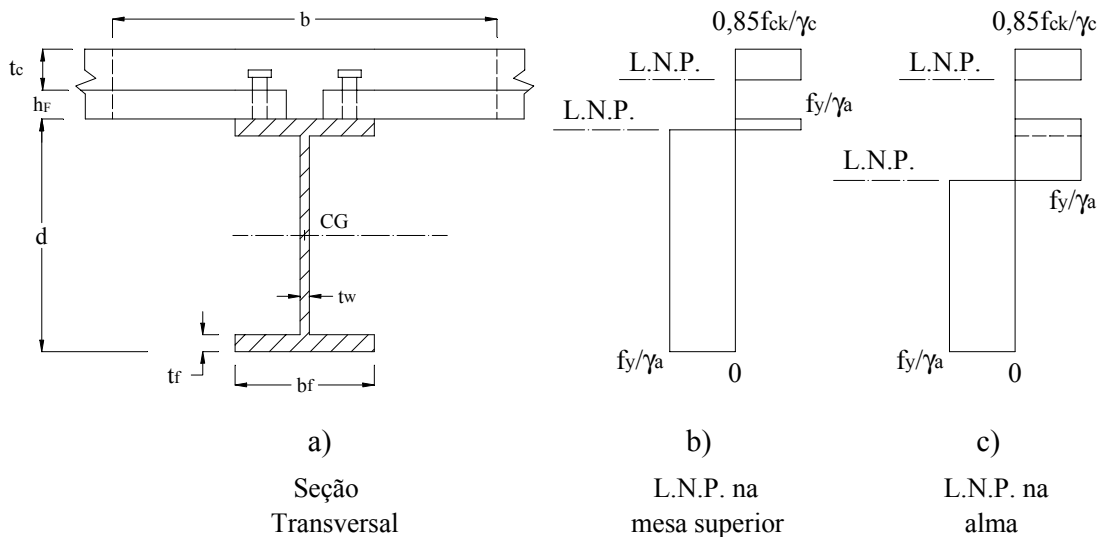 b
tc
hF
d
CG
tw
tf
bf
a)
Seção
Transversal
0,85fck/γc
L.N.P.
fy/γa
L.N.P.
fy/γa
0
b)
L.N.P. na
mesa superior
0,85fck/γc
L.N.P.
L.N.P.
fy/γa
fy/γa
0
c)
L.N.P. na
alma